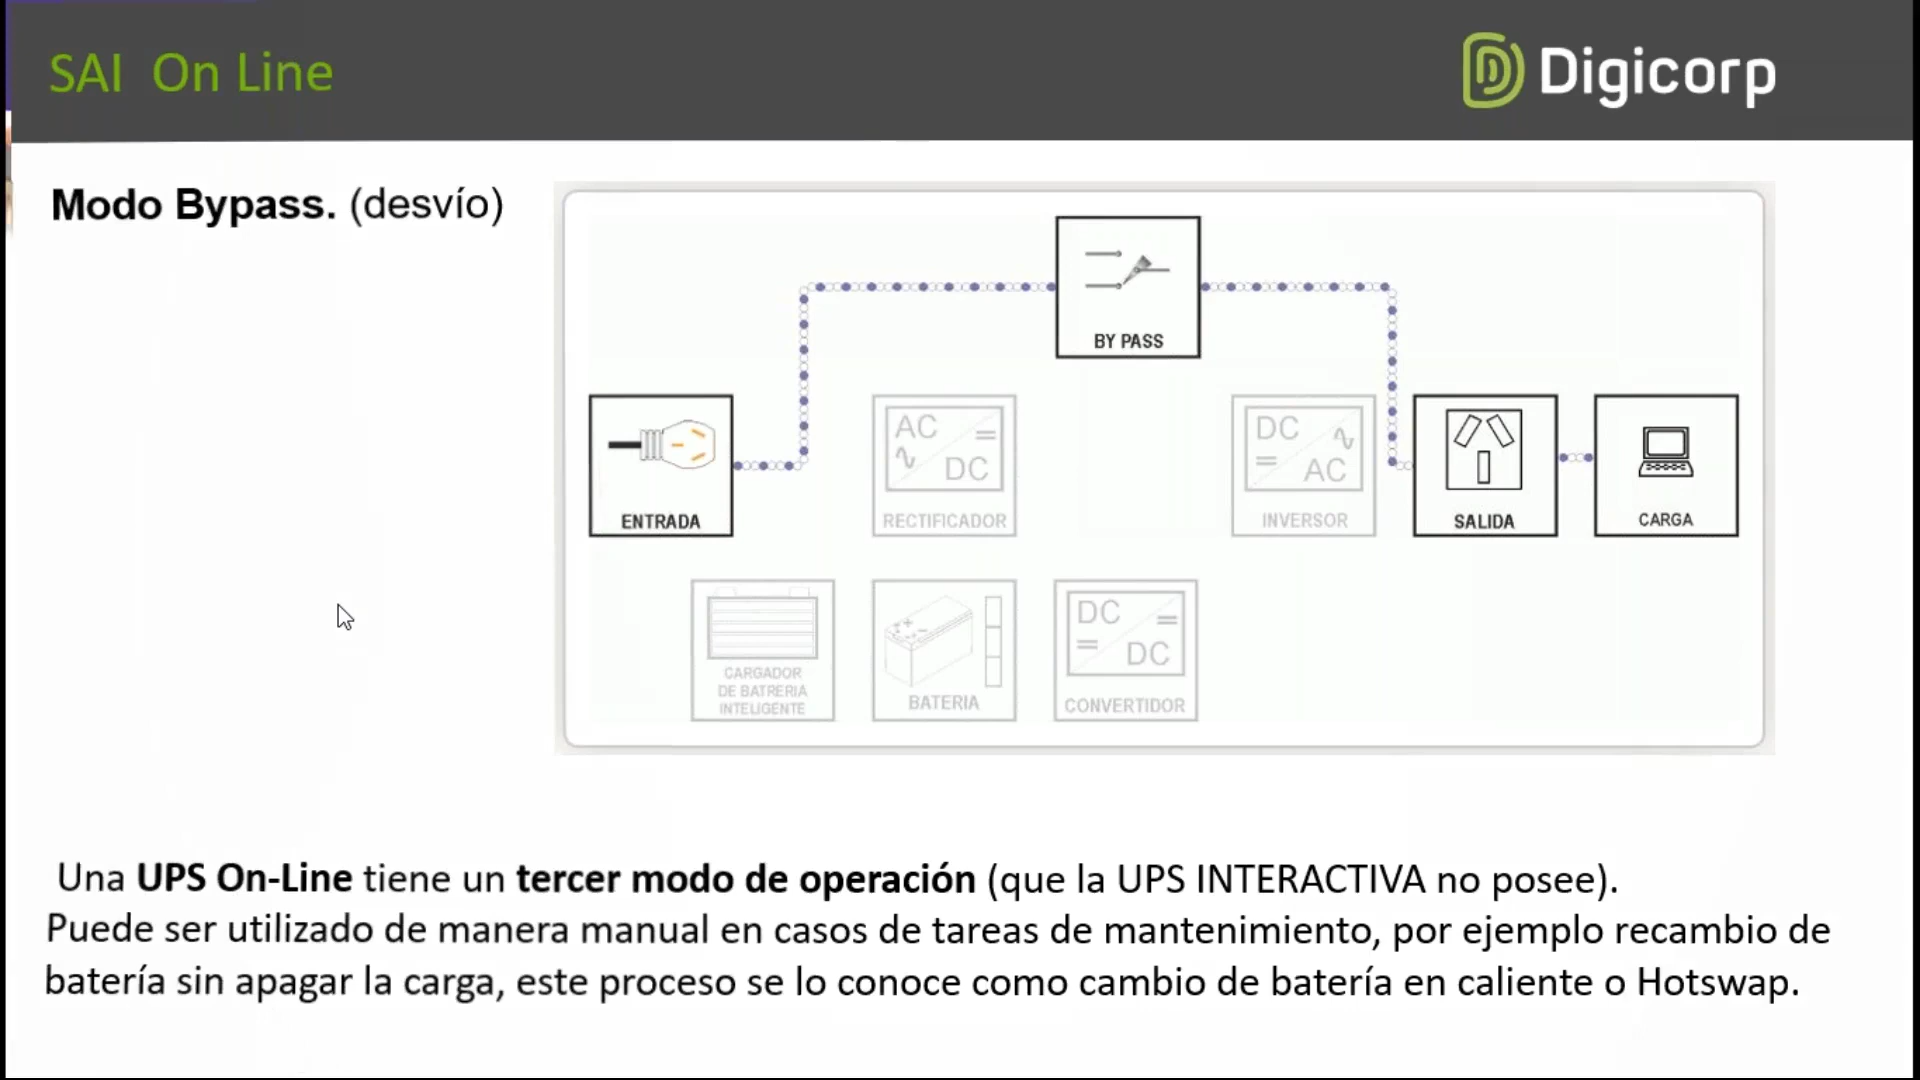 SAI On Line
Digicorp
Modo Bypass. (desvío)
BY PASS
AC
DC
DC
AC
ENTRADA
RECTIFICADOR
INVERSOR
SALIDA
CARGA
DC
DC
CARGADOR
DE BATRERIA
INTELIGENTE
BATERIA
CONVERTIDOR
Una UPS On-Line tiene un tercer modo de operación (que la UPS INTERACTIVA no posee).
Puede ser utilizado de manera manual en casos de tareas de mantenimiento, por ejemplo recambio de
batería sin apagar la carga, este proceso se lo conoce como cambio de batería en caliente o Hotswap.